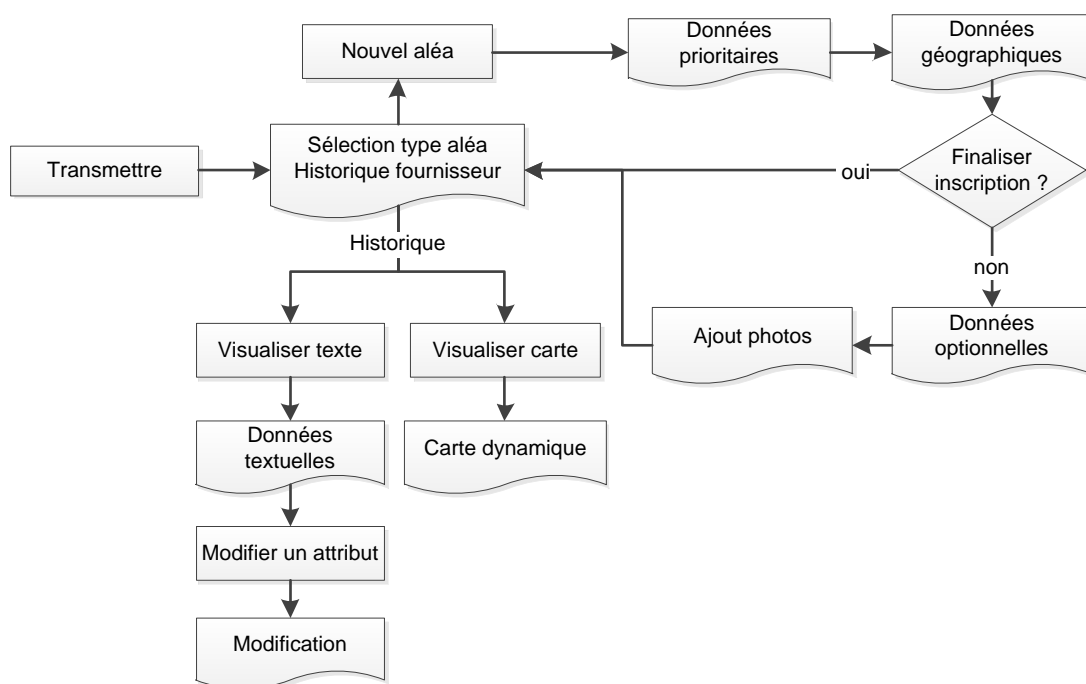 Nouvel aléa
Données
prioritaires
Données
géographiques
Transmettre
Sélection type aléa
Historique fournisseur
oui
Finaliser
inscription ?
Historique
non
Visualiser texte
Visualiser carte
Ajout photos
Données
optionnelles
Données
textuelles
Carte dynamique
Modifier un attribut
Modification